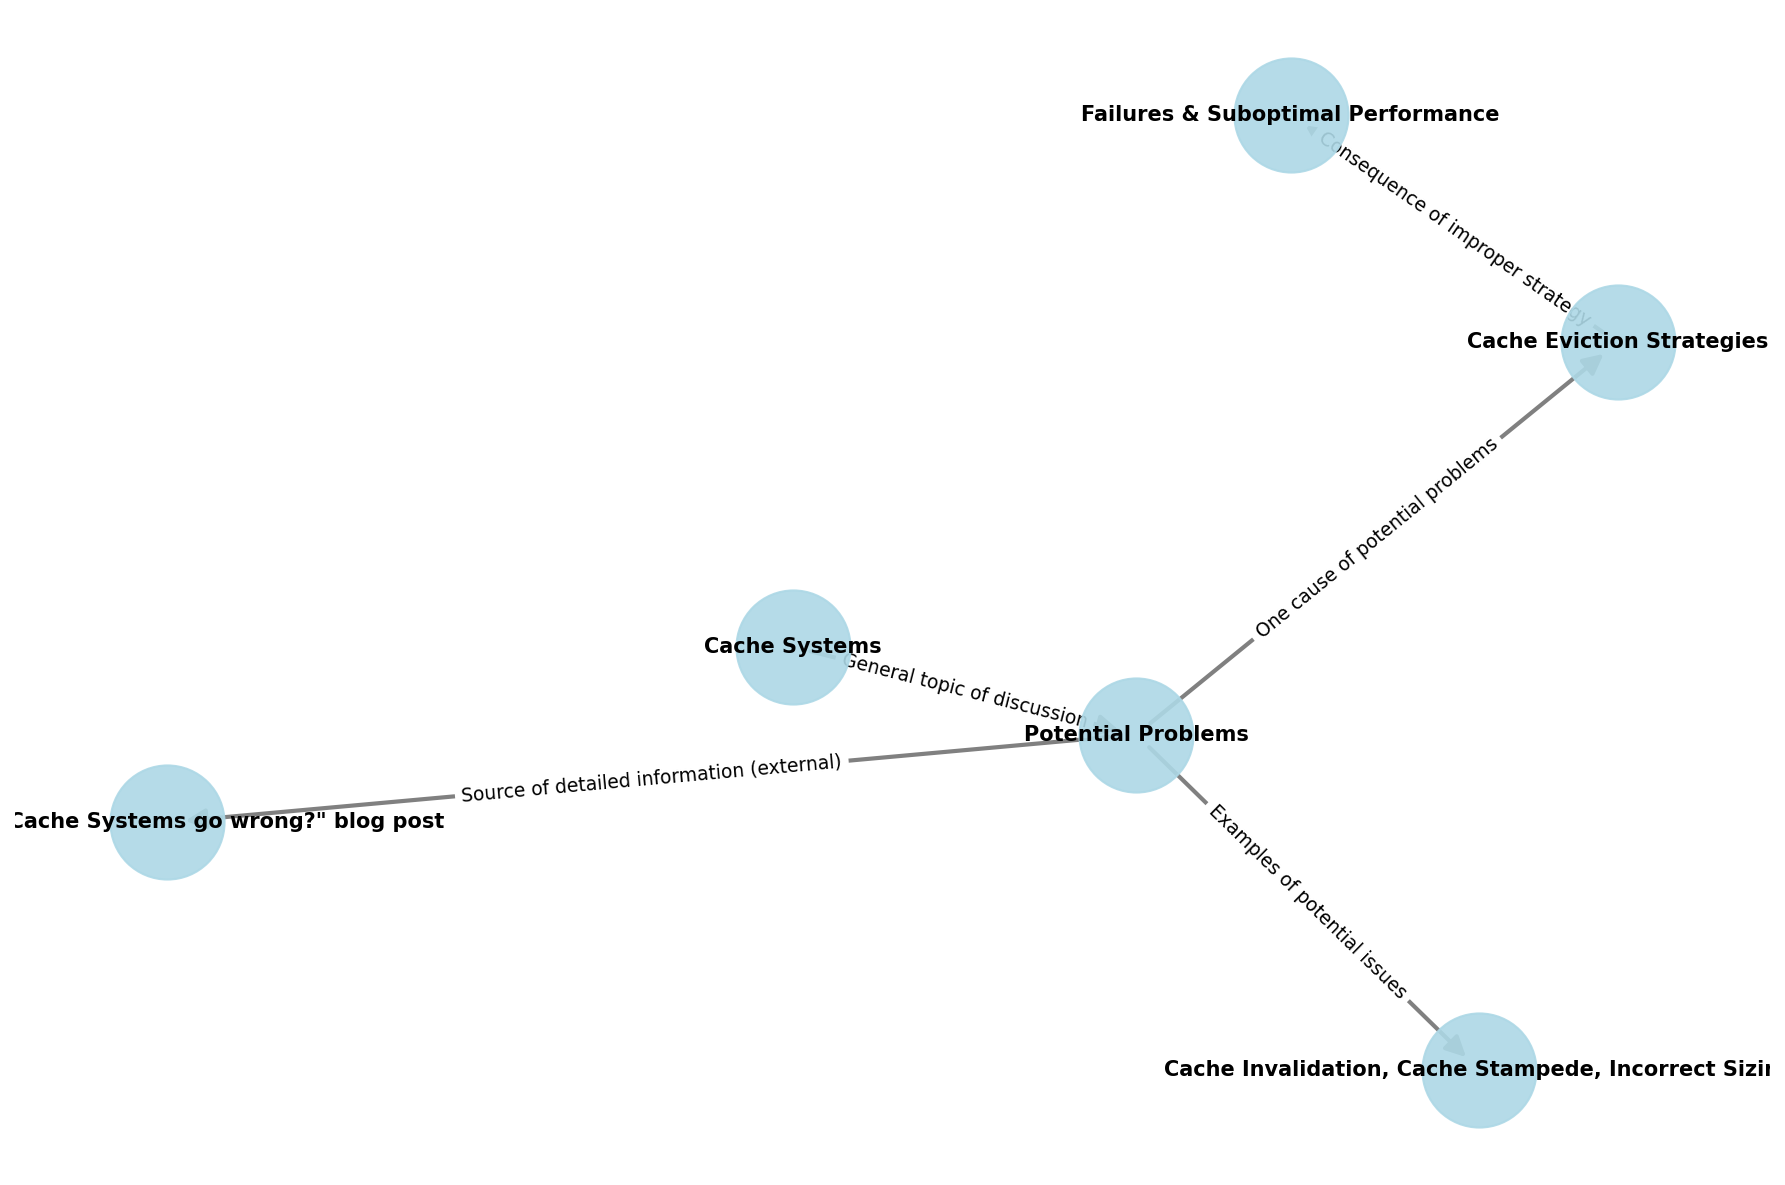 Failures & Suboptimal Performance
Consequence of improper strategy
Cache Eviction Strategies
One cause of potential problems
Cache Systems
General topic of discussion
Potential Problems
Source of detailed information (external)
Cache Systems go wrong?" blog post
Examples of potential issues
Cache Invalidation, Cache Stampede, Incorrect